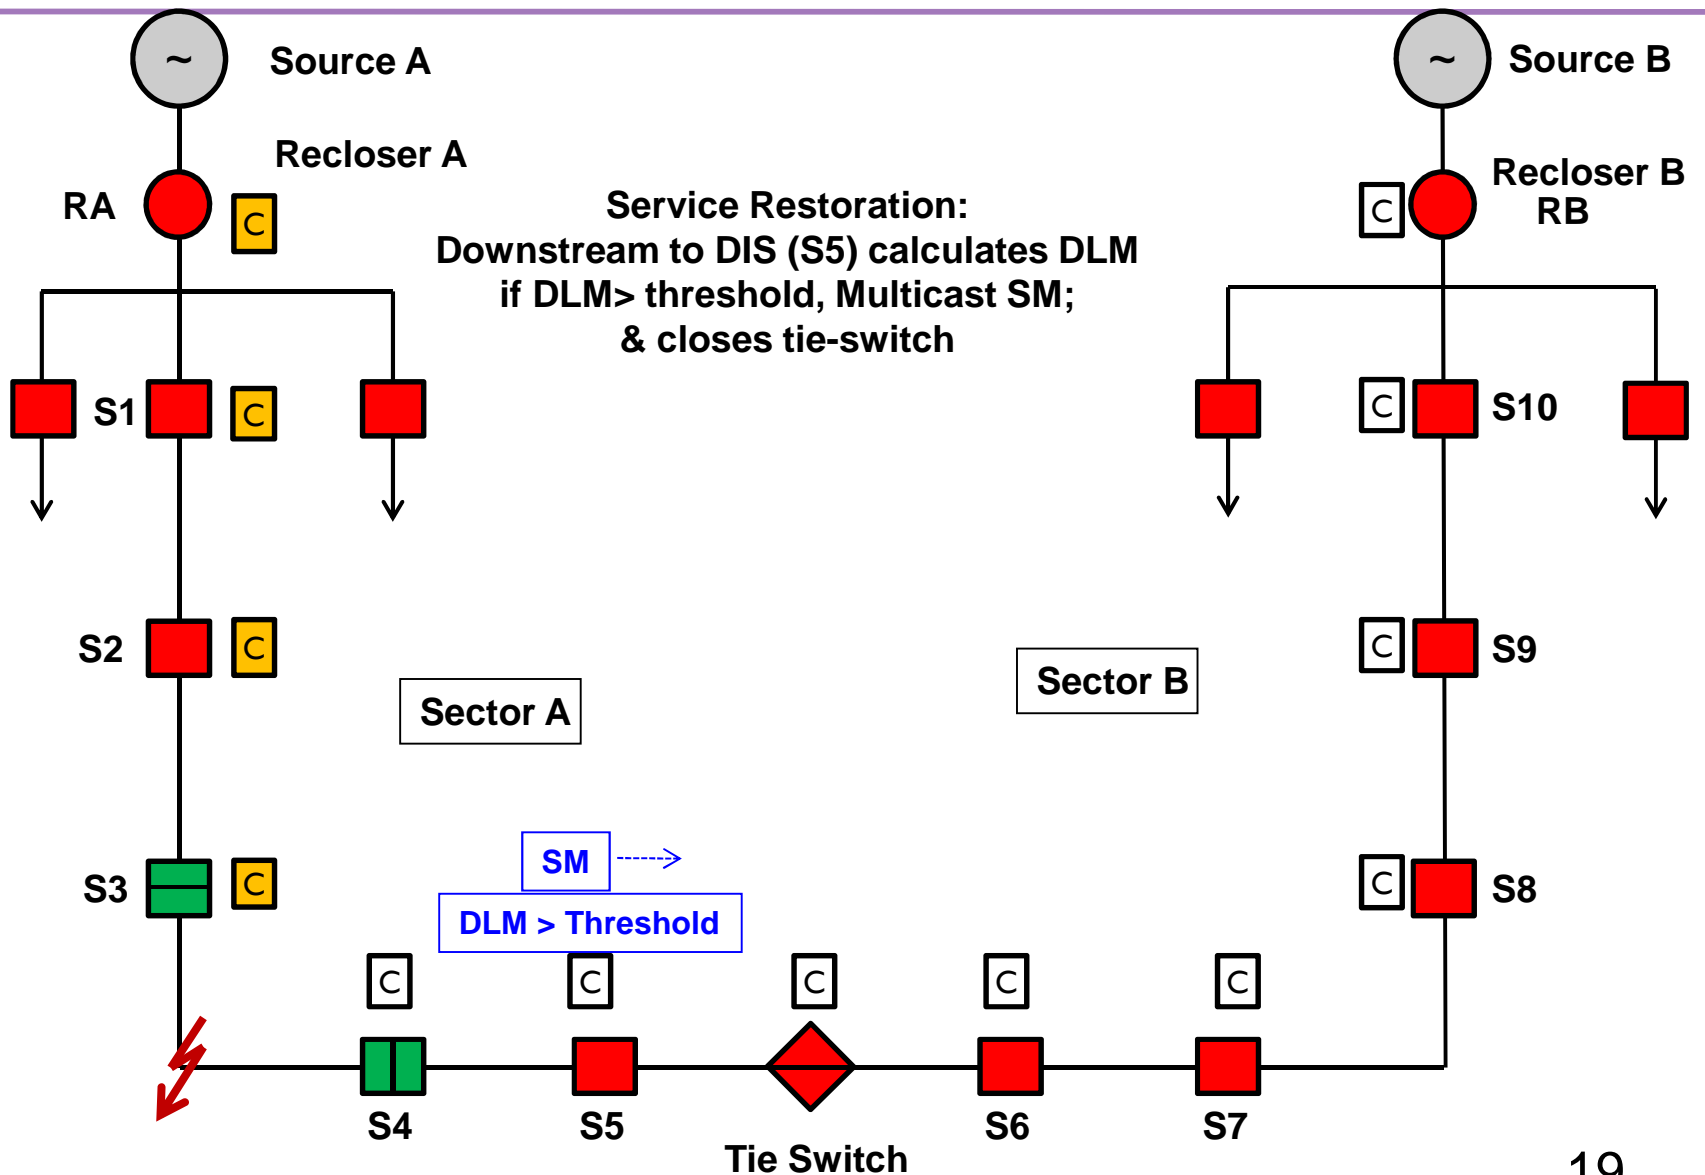 ~
Source A
~
Source B
Recloser A
RA
C
Service Restoration:
Downstream to DIS (S5) calculates DLM
if DLM> threshold, Multicast SM;
& closes tie-switch
C
Recloser B
RB
S1
C
C
S10
S2
C
C
S9
Sector A
Sector B
S3
C
SM
DLM > Threshold
C
S8
C
C
C
C
C
S4
S5
S6
S7
Tie Switch
19